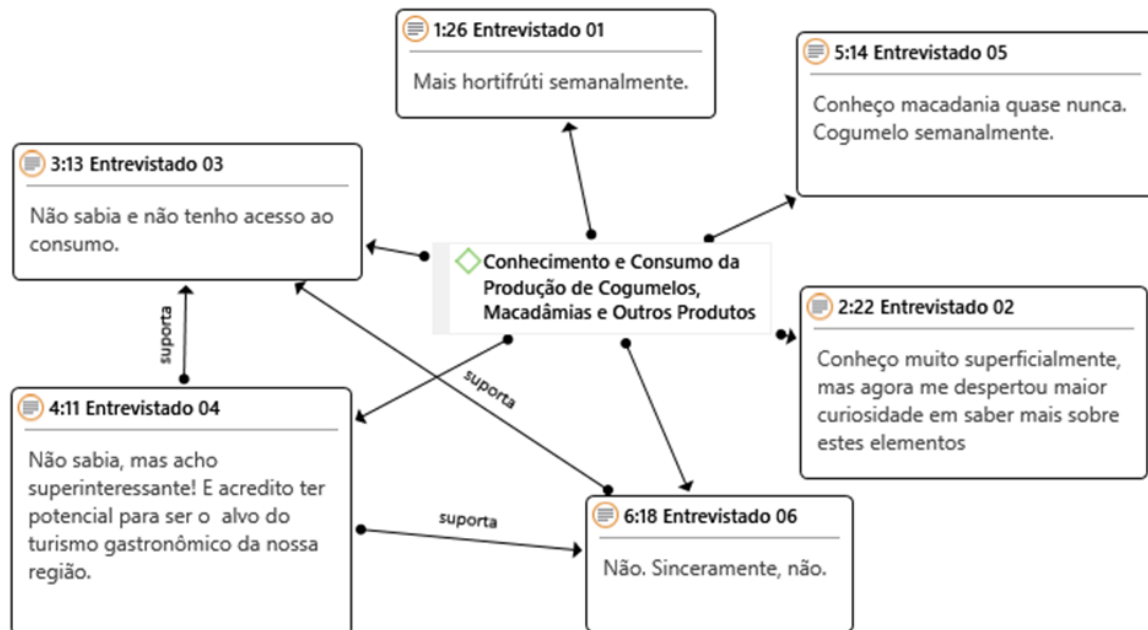 1:26 Entrevistado 01
Mais hortifrúti semanalmente.
5:14 Entrevistado 05
Conheço macadania quase nunca.
Cogumelo semanalmente.
3:13 Entrevistado 03
Não sabia e não tenho acesso ao
consumo.
Conhecimento e Consumo da
Produção de Cogumelos,
Macadâmias e Outros Produtos
2:22 Entrevistado 02
Conheço muito superficialmente,
mas agora me despertou maior
curiosidade em saber mais sobre
estes elementos
suporta
suporta
4:11 Entrevistado 04
Não sabia, mas acho
superinteressante! E acredito ter
potencial para ser o alvo do
turismo gastronômico da nossa
região.
suporta
6:18 Entrevistado 06
Não. Sinceramente, não.